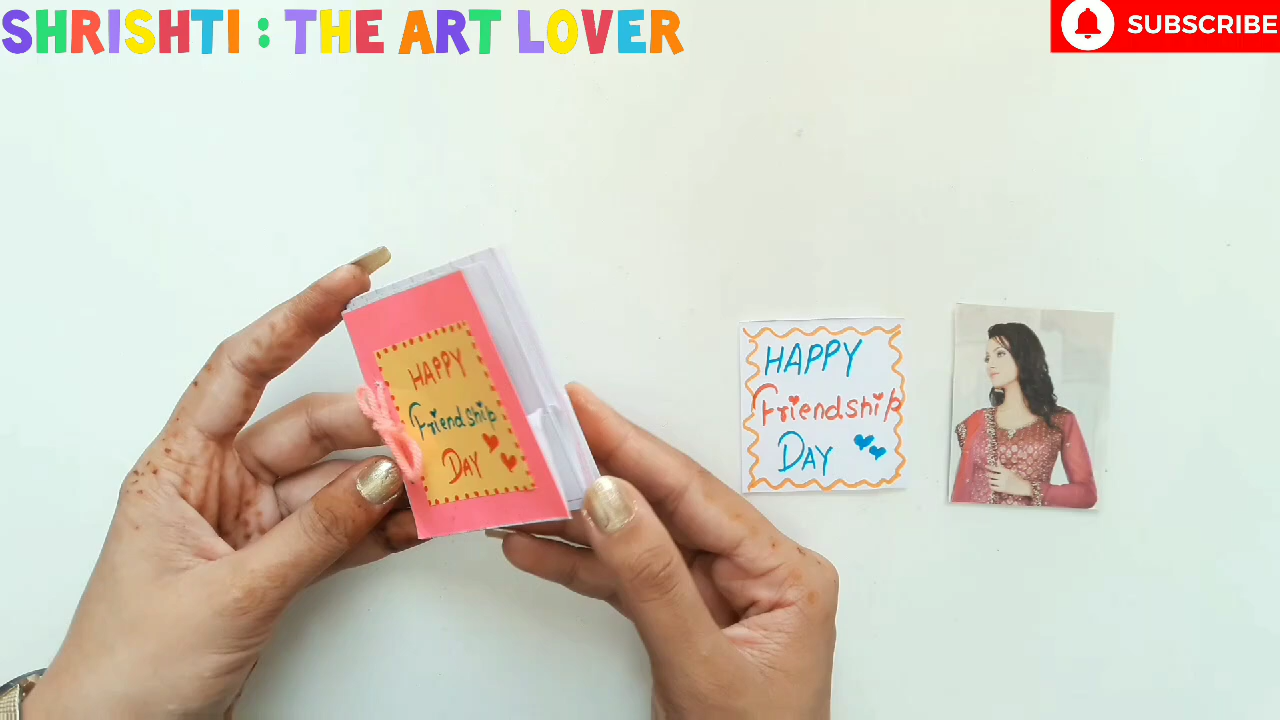 SHRISHTI : THE ART LOVER
SUBSCRIBE
HAPPY
Friendship
DAY
HAPPY
Friendship
DAY